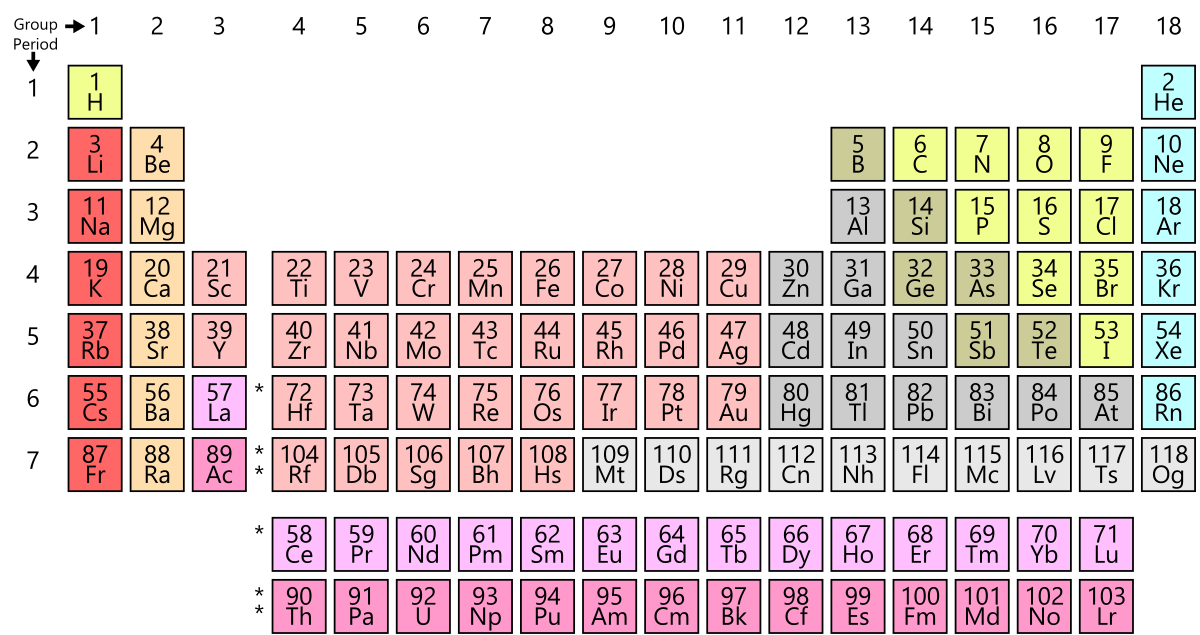 Group 1 2 3 4 5 6 7 8 9 10 11 12 13 14 15 16 17 18
Period
1 1 2
H He
2 3 4 5 6 7 8 9 10
Li Be B C N O F Ne
3 11 12 13 14 15 16 17 18
Na Mg Al Si P S Cl Ar
4 19 20 21 22 23 24 25 26 27 28 29 30 31 32 33 34 35 36
K Ca Sc Ti V Cr Mn Fe Co Ni Cu Zn Ga Ge As Se Br Kr
5 37 38 39 40 41 42 43 44 45 46 47 48 49 50 51 52 53 54
Rb Sr Y Zr Nb Mo Tc Ru Rh Pd Ag Cd In Sn Sb Te I Xe
6 55 56 57 * 72 73 74 75 76 77 78 79 80 81 82 83 84 85 86
Cs Ba La Hf Ta W Re Os Ir Pt Au Hg Tl Pb Bi Po At Rn
7 87 88 89 * 104 105 106 107 108 109 110 111 112 113 114 115 116 117 118
Fr Ra Ac * Rf Db Sg Bh Hs Mt Ds Rg Cn Nh Fl Mc Lv Ts Og
* 58 59 60 61 62 63 64 65 66 67 68 69 70 71
Ce Pr Nd Pm Sm Eu Gd Tb Dy Ho Er Tm Yb Lu
* 90 91 92 93 94 95 96 97 98 99 100 101 102 103
* Th Pa U Np Pu Am Cm Bk Cf Es Fm Md No Lr